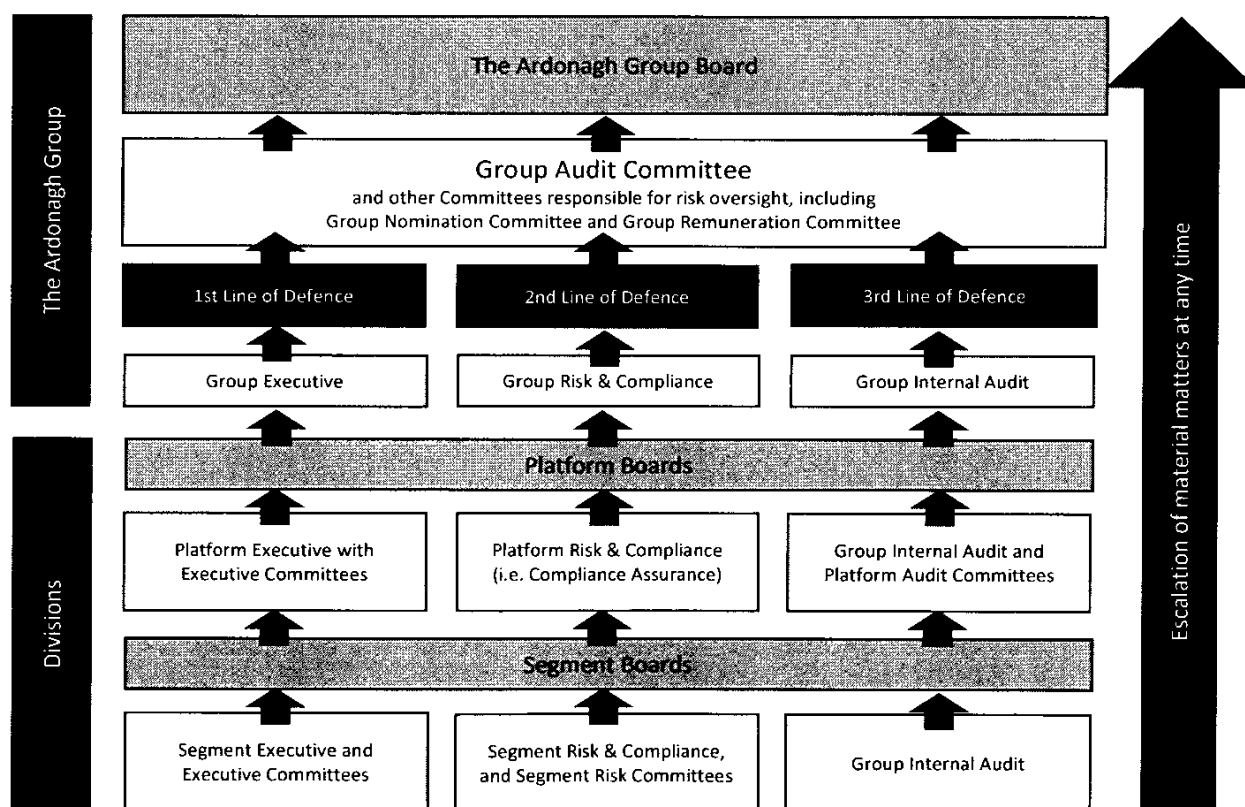 The Ardonagh Group
The Ardonagh Group Board
Group Audit Committee
and other Committees responsible for risk oversight, including
Group Nomination Committee and Group Remuneration Committee
1st Line of Defence
2nd Line of Defence
3rd Line of Defence
Group Executive
Group Risk & Compliance
Group Internal Audit
Divisions
Platform Boards
Platform Executive with
Executive Committees
Platform Risk & Compliance
(i.e. Compliance Assurance)
Group Internal Audit and
Platform Audit Committees
Segment Boards
Segment Executive and
Executive Committees
Segment Risk & Compliance,
and Segment Risk Committees
Group Internal Audit
Escalation of material matters at any time